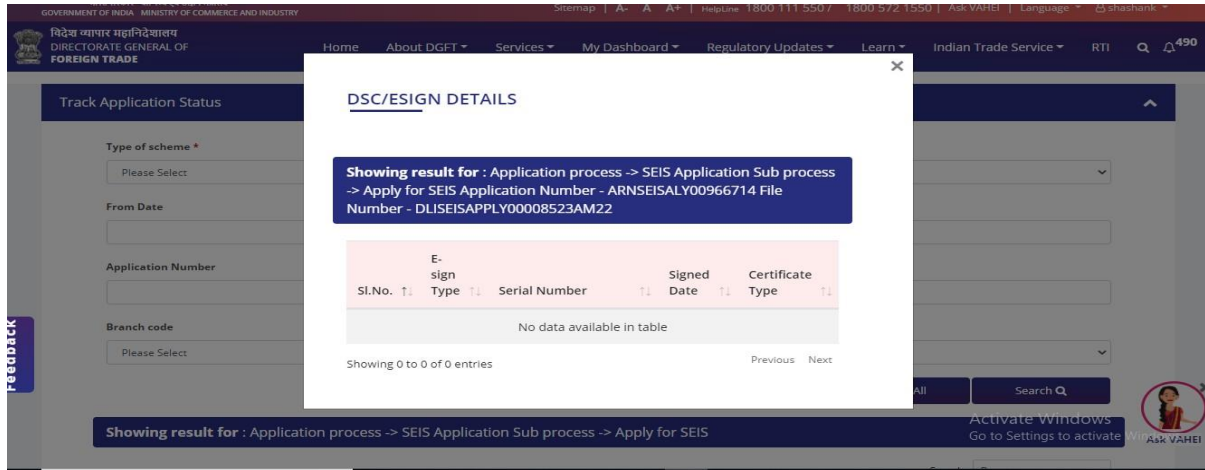 GOVERNMENT OF INDIA MINISTRY OF COMMERCE AND INDUSTRY
Sitemap | A- A A+ | HelpLine 1800 111 550 / 1800 572 1550 | Ask VAHEI | Language shashank
विदेश व्यापार महानिदेशालय
DIRECTORATE GENERAL OF
FOREIGN TRADE
Home About DGFT Services My Dashboard Regulatory Updates Learn Indian Trade Service RTI 490
×
Track Application Status
DSC/ESIGN DETAILS
Type of scheme *
Please Select
Showing result for : Application process -> SEIS Application Sub process
-> Apply for SEIS Application Number - ARNSEISALY00966714 File
Number - DLISEISAPPLY00008523AM22
From Date
Application Number
E-
sign Signed Certificate
Sl.No. Type Serial Number Date Type
No data available in table
Branch code
Please Select
Showing 0 to 0 of 0 entries
Previous Next
Feedback
All
Search
Activate Windows
Go to Settings to activate Windows
Ask VAHEI
Showing result for : Application process -> SEIS Application Sub process -> Apply for SEIS